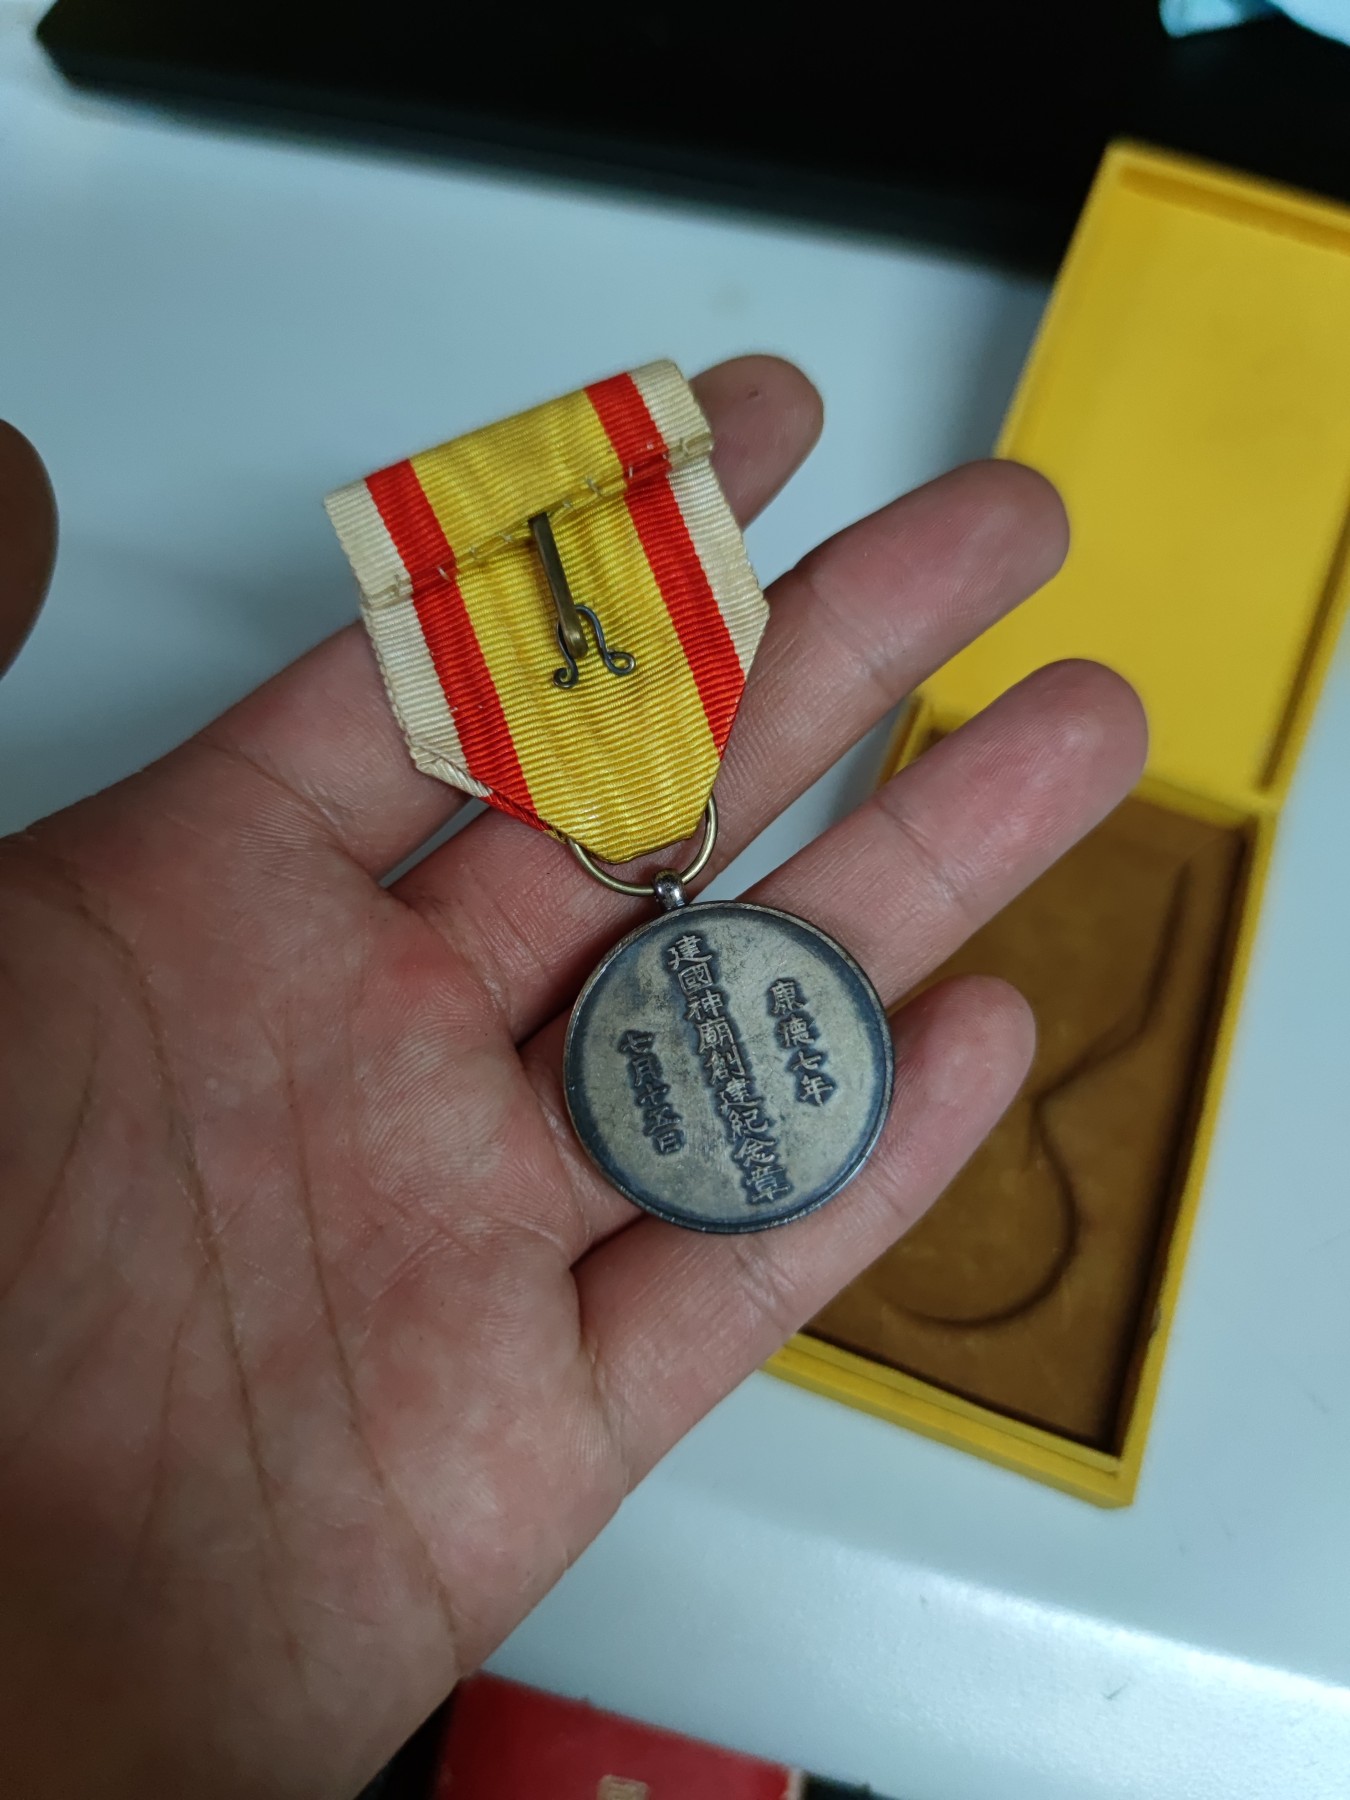 康德七年
建國神廟創建紀念章
七月十五日